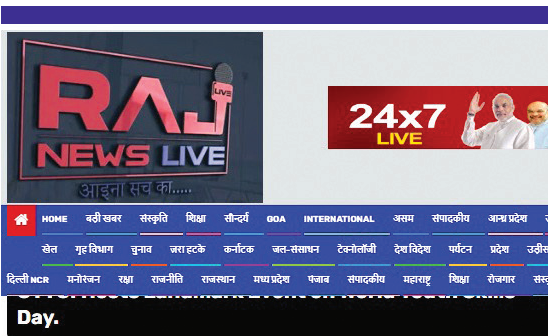 RAJ
LIVE
NEWS LIVE
आइना सच का.....
24x7
LIVE
HOME बड़ी खबर संस्कृति शिक्षा सौन्दर्य GOA INTERNATIONAL असम संपादकीय आन्ध्र प्रदेश
खेल गृह विभाग चुनाव जरा हटके कर्नाटक जल-संसाधन टेक्नोलॉजी देश विदेश पर्यटन प्रदेश
दिल्ली NCR मनोरंजन रक्षा राजनीति राजस्थान मध्य प्रदेश पंजाब संपादकीय महाराष्ट्र शिक्षा रोजगार
Day.